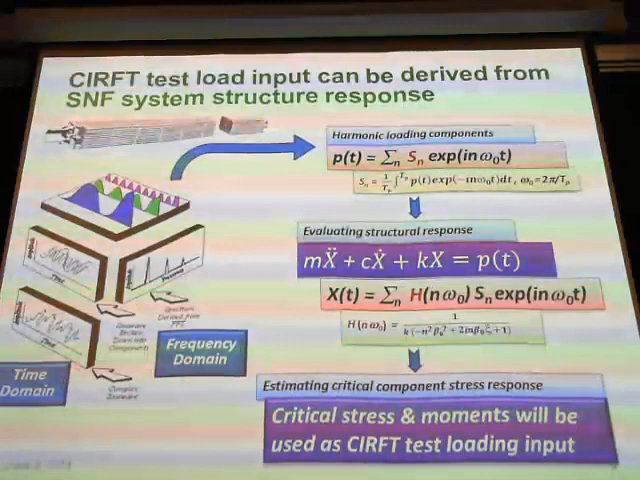 CIRFT test load input can be derived from
SNF system structure response
Harmonic loading components
p(t) = ∑n Sn exp(inω₀t)
Sn = 1/Tp ∫^Tp p(t)exp(−inω₀t)dt, ω₀=2π/Tp
Evaluating structural response
mẌ + cẊ + kX = p(t)
X(t) = ∑n H(nω₀) Sn exp(inω₀t)
Frequency
Domain
Time
Domain
Estimating critical component stress response
Critical stress & moments will be
used as CIRFT test loading input